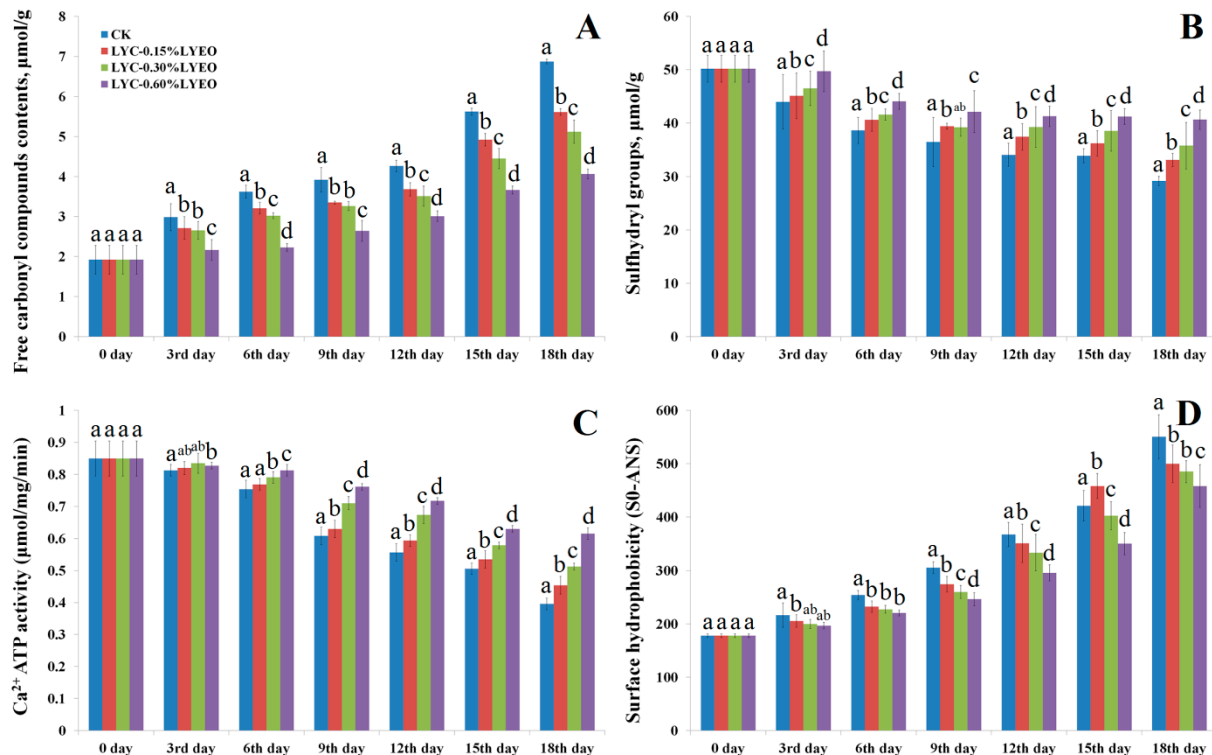 A
Free carbonyl compounds contents, μmol/g
8
7
6
5
4
3
2
1
0
CK
LYC-0.15%LYEO
LYC-0.30%LYEO
LYC-0.60%LYEO
a a a a
a b b c
a b c d
a b b c
a b c d
a b c d
a b c d
0 day 3rd day 6th day 9th day 12th day 15th day 18th day
B
Sulfhydryl groups, μmol/g
60
50
40
30
20
10
0
a a a a
a b c d
a b c d
a b ab c
a b c d
a b c d
a b c d
0 day 3rd day 6th day 9th day 12th day 15th day 18th day
C
Ca²⁺ ATP activity (μmol/mg/min)
1
0.9
0.8
0.7
0.6
0.5
0.4
0.3
0.2
0.1
0
a a a a
a ab ab b
a a b c
a b c d
a b c d
a b c d
a b c d
0 day 3rd day 6th day 9th day 12th day 15th day 18th day
D
Surface hydrophobicity (S0-ANS)
600
500
400
300
200
100
0
a a a a
a b ab ab
a b b b
a b c d
a b c d
a b c d
a b b c
0 day 3rd day 6th day 9th day 12th day 15th day 18th day